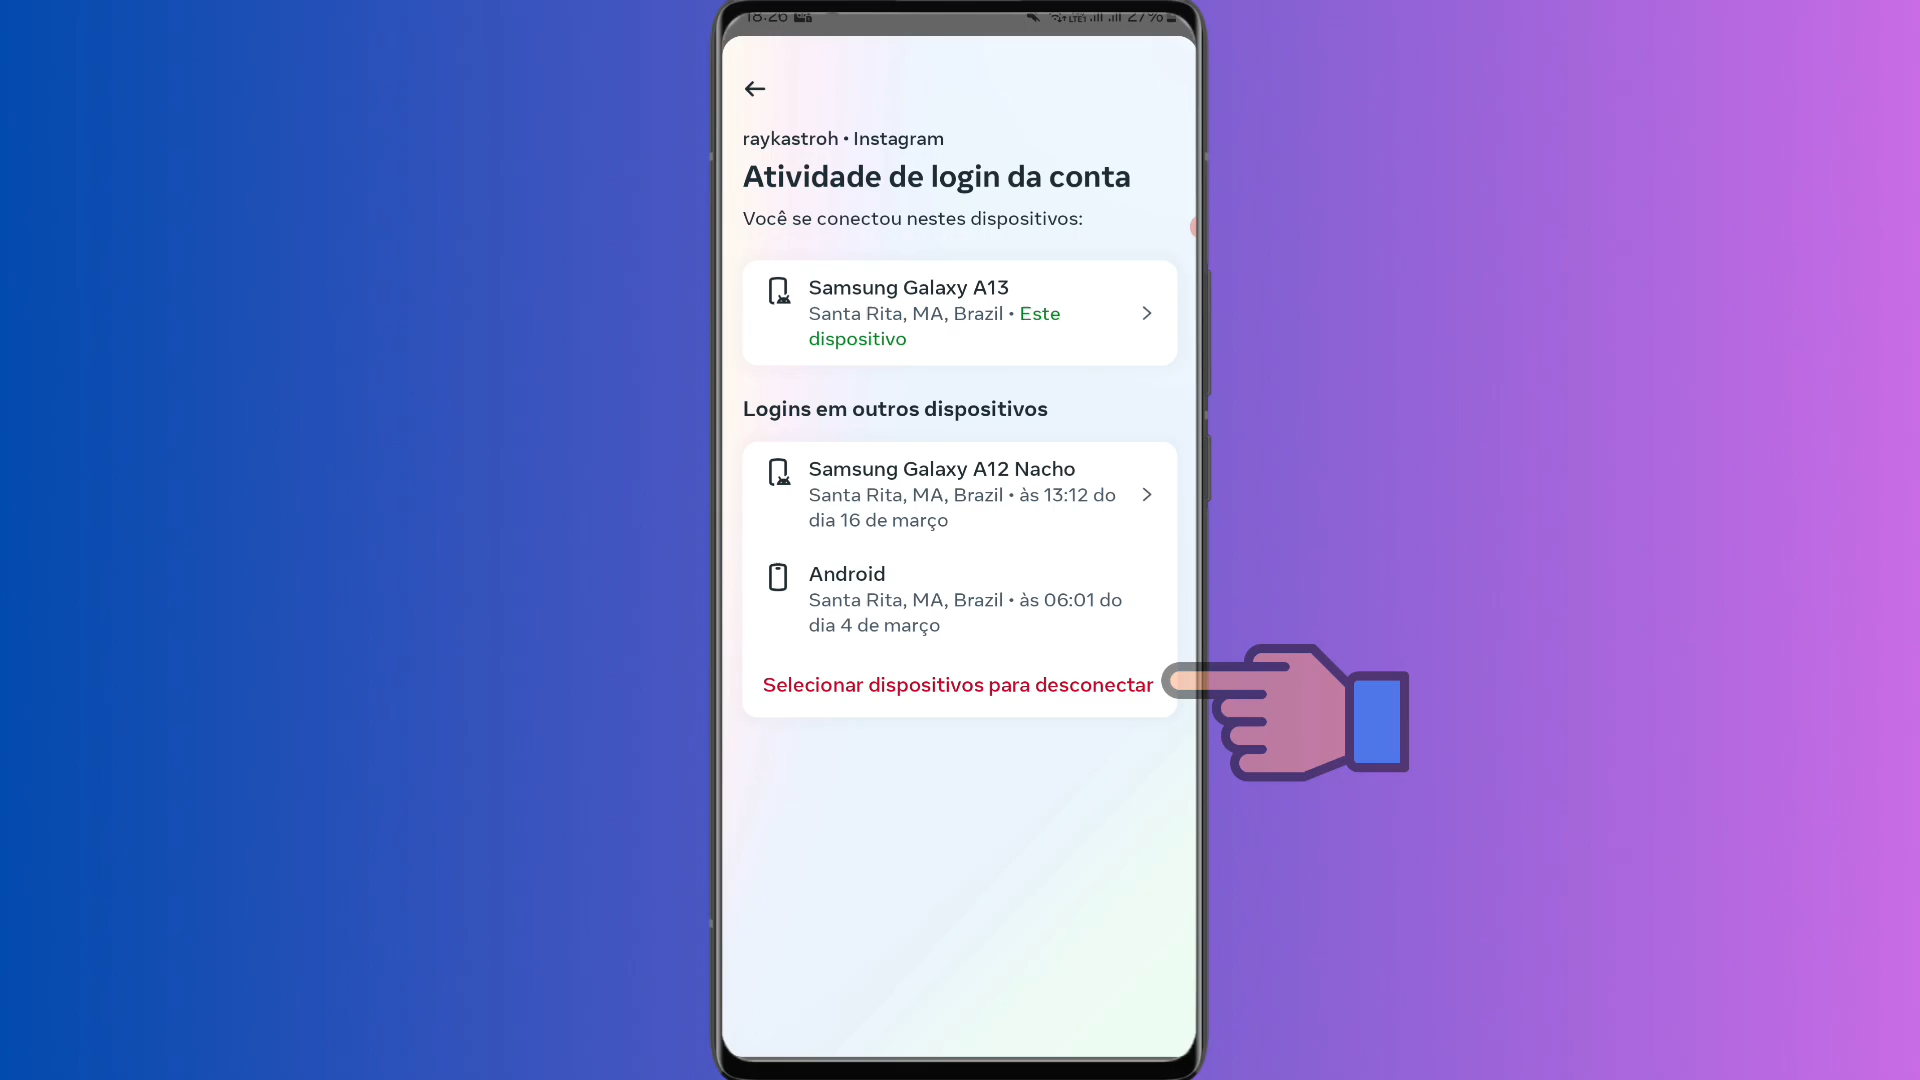 18:26
27%
raykastroh • Instagram
Atividade de login da conta
Você se conectou nestes dispositivos:
Samsung Galaxy A13
Santa Rita, MA, Brazil • Este
dispositivo
Logins em outros dispositivos
Samsung Galaxy A12 Nacho
Santa Rita, MA, Brazil • às 13:12 do
dia 16 de março
Android
Santa Rita, MA, Brazil • às 06:01 do
dia 4 de março
Selecionar dispositivos para desconectar